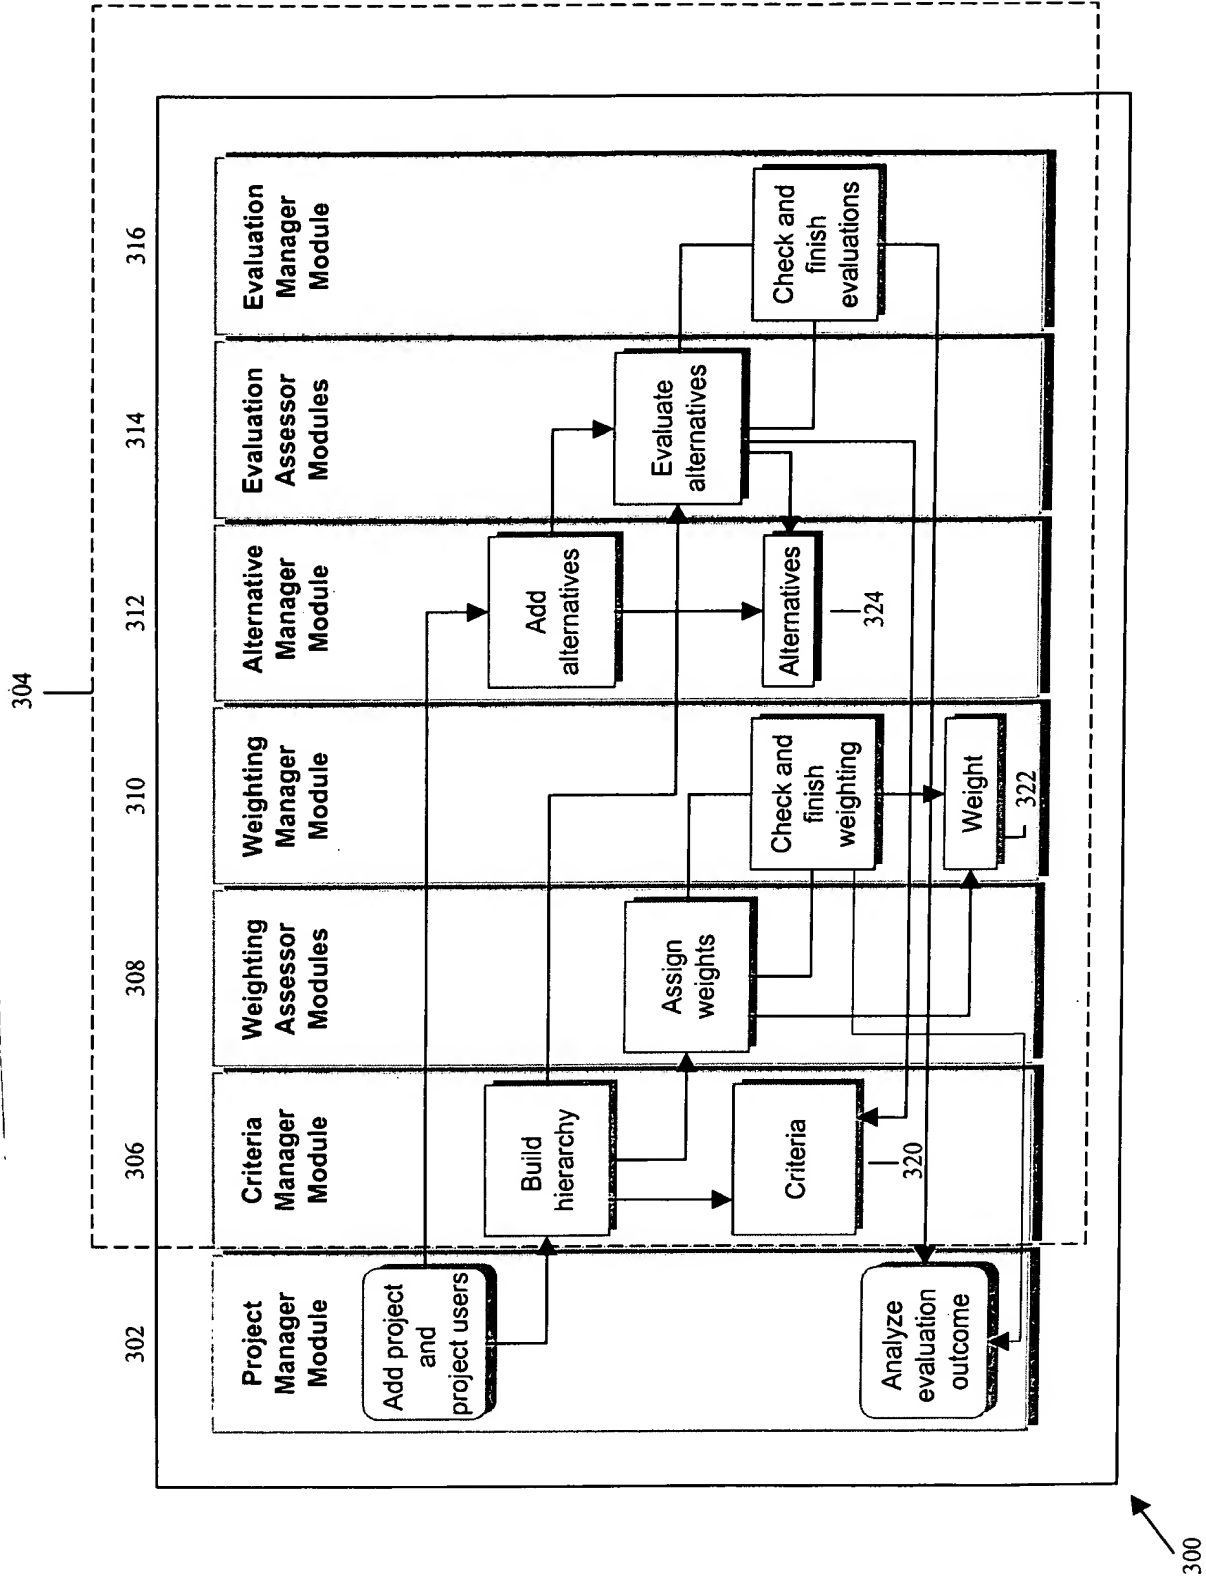 304
302
306
308
310
312
314
316
Project
Manager
Module
Criteria
Manager
Module
Weighting
Assessor
Modules
Weighting
Manager
Module
Alternative
Manager
Module
Evaluation
Assessor
Modules
Evaluation
Manager
Module
Add project
and
project users
Build
hierarchy
Add
alternatives
Assign
weights
Evaluate
alternatives
Criteria
320
Check and
finish
weighting
Alternatives
324
Check and
finish
evaluations
Analyze
evaluation
outcome
Weight
322
300